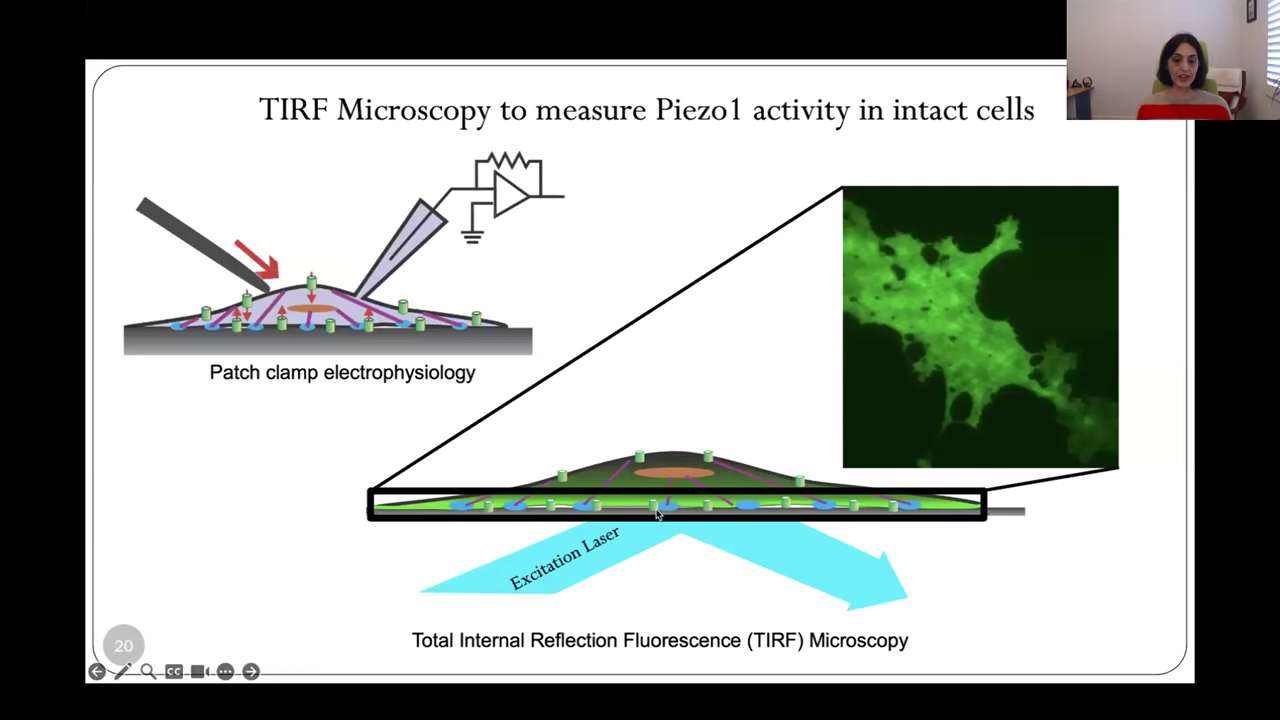 TIRF Microscopy to measure Piezo1 activity in intact cells
Patch clamp electrophysiology
Excitation Laser
Total Internal Reflection Fluorescence (TIRF) Microscopy
20
CC